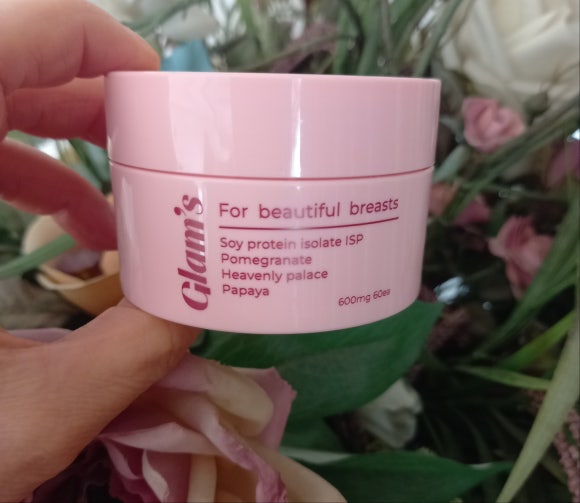 Glam's
For beautiful breasts
Soy protein isolate ISP
Pomegranate
Heavenly palace
Papaya
600mg 60ea